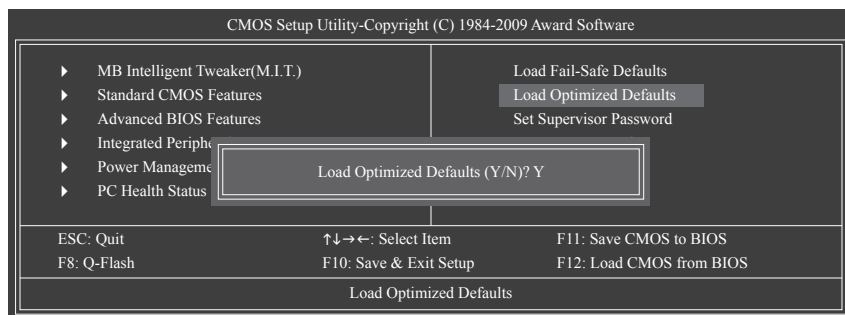 CMOS Setup Utility-Copyright (C) 1984-2009 Award Software
MB Intelligent Tweaker(M.I.T.)
Standard CMOS Features
Advanced BIOS Features
Integrated
Power
PC Health Status
Load Fail-Safe Defaults
Load Optimized Defaults
Set Supervisor Password
Load Optimized Defaults (Y/N)? Y
ESC: Quit
↑↓→←: Select Item
F11: Save CMOS to BIOS
F8: Q-Flash
F10: Save & Exit Setup
F12: Load CMOS from BIOS
Load Optimized Defaults